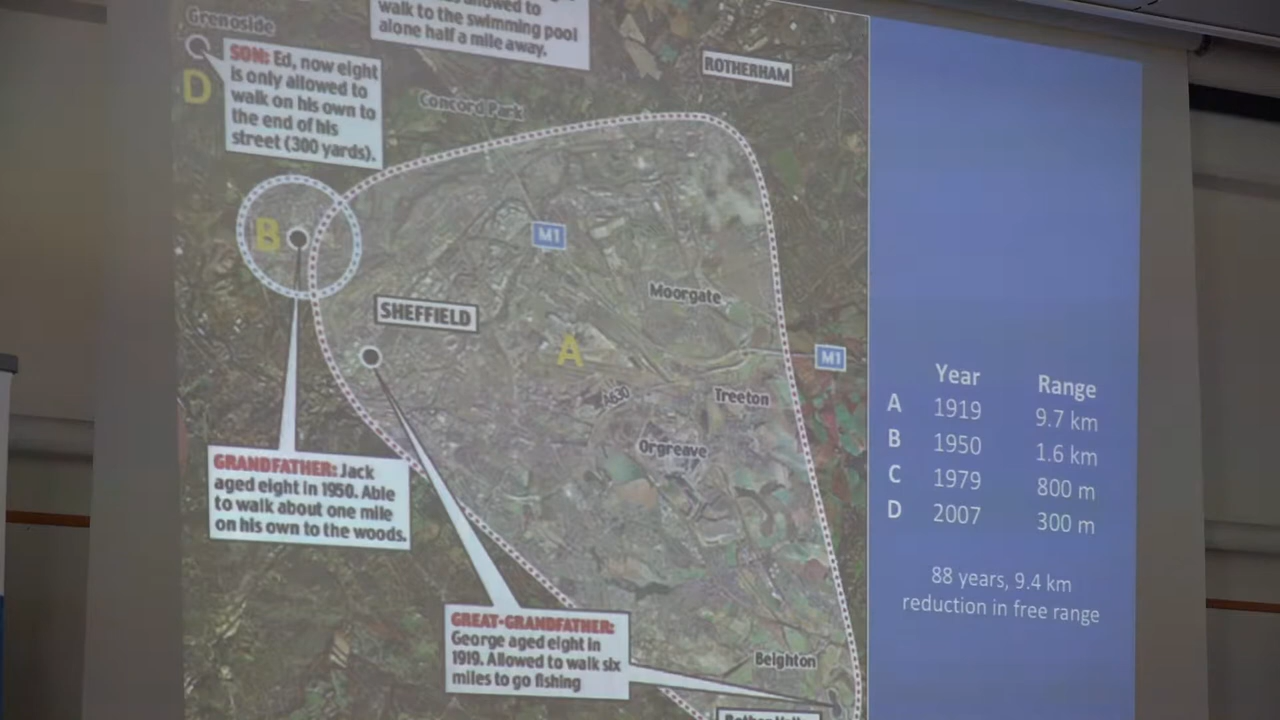 Grenoside
allowed to
walk to the swimming pool
alone half a mile away.
ROTHERHAM
SON: Ed, now eight
is only allowed to
walk on his own to
the end of his
street (300 yards).
D
Concord Park
B
M1
Moorgate
SHEFFIELD
A
M1
A630
Treeton
Orgreave
GRANDFATHER: Jack
aged eight in 1950. Able
to walk about one mile
on his own to the woods.
GREAT-GRANDFATHER:
George aged eight in
1919. Allowed to walk six
miles to go fishing
Beighton
Year Range
A 1919 9.7 km
B 1950 1.6 km
C 1979 800 m
D 2007 300 m
88 years, 9.4 km
reduction in free range